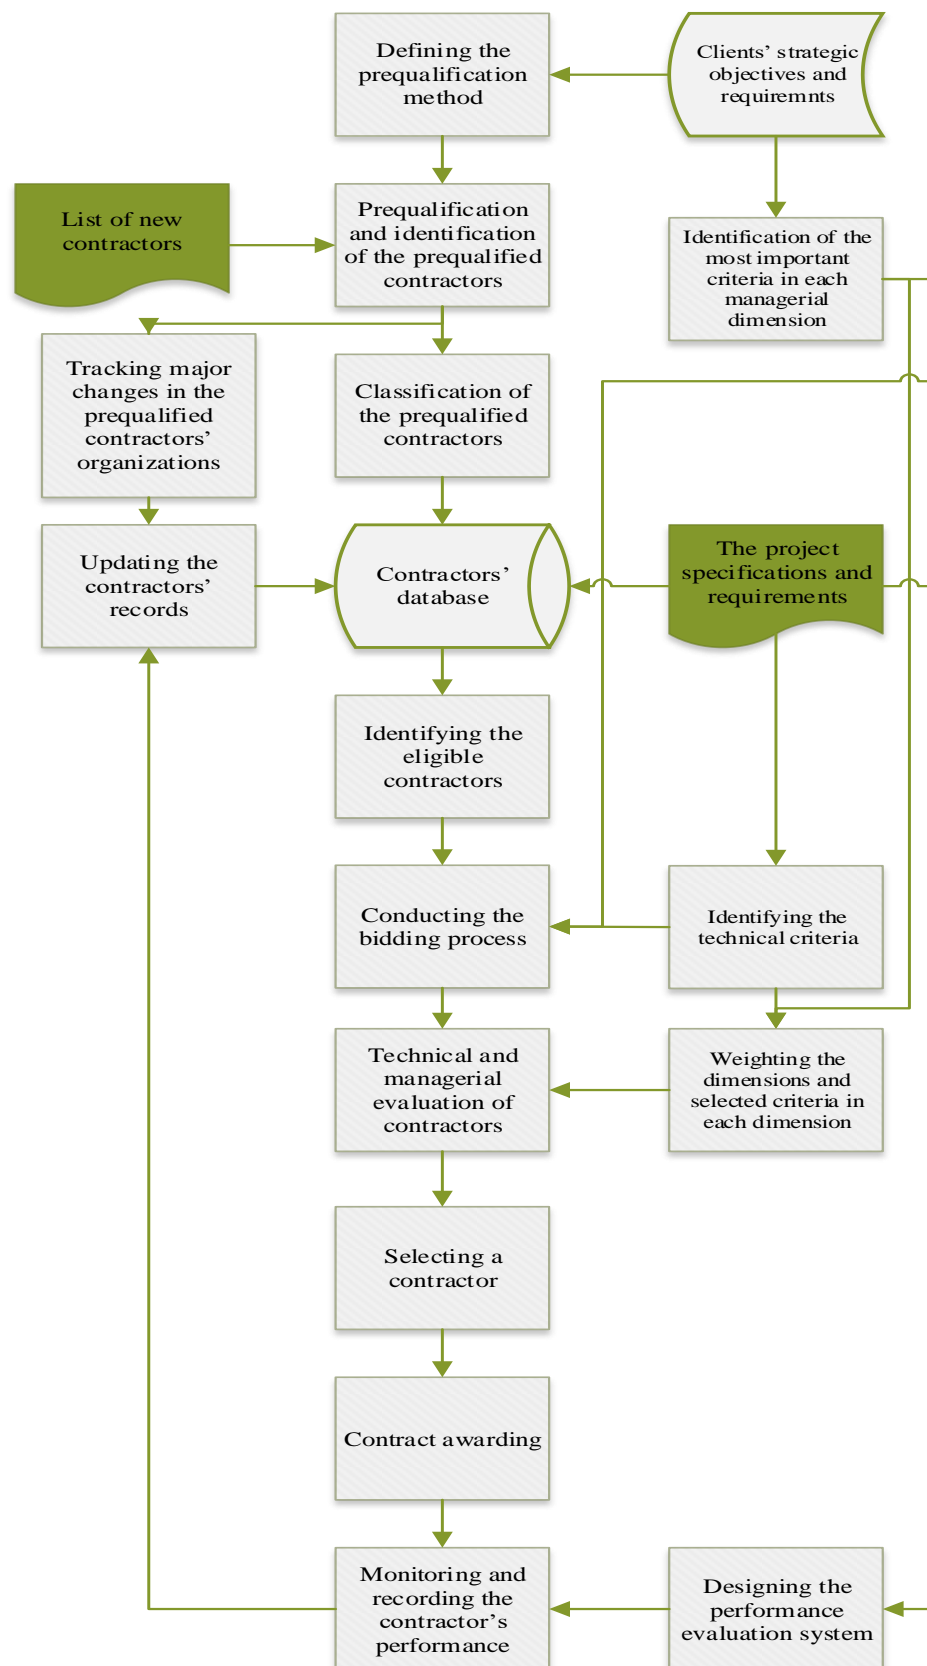 Defining the
prequalification
method
Clients' strategic
objectives and
requiremnts
List of new
contractors
Prequalification
and identification
of the prequalified
contractors
Identification of the
most important
criteria in each
managerial
dimension
Tracking major
changes in the
prequalified
contractors'
organizations
Classification of
the prequalified
contractors
Updating the
contractors'
records
Contractors'
database
The project
specifications and
requirements
Identifying the
eligible
contractors
Conducting the
bidding process
Identifying the
technical criteria
Technical and
managerial
evaluation of
contractors
Weighting the
dimensions and
selected criteria in
each dimension
Selecting a
contractor
Contract awarding
Monitoring and
recording the
contractor's
performance
Designing the
performance
evaluation system